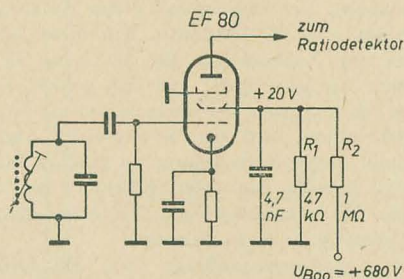 EF 80
zum
Ratiodetektor
+20 V
R1
R2
4,7
nF
47
kΩ
1
MΩ
UBoo = +680 V